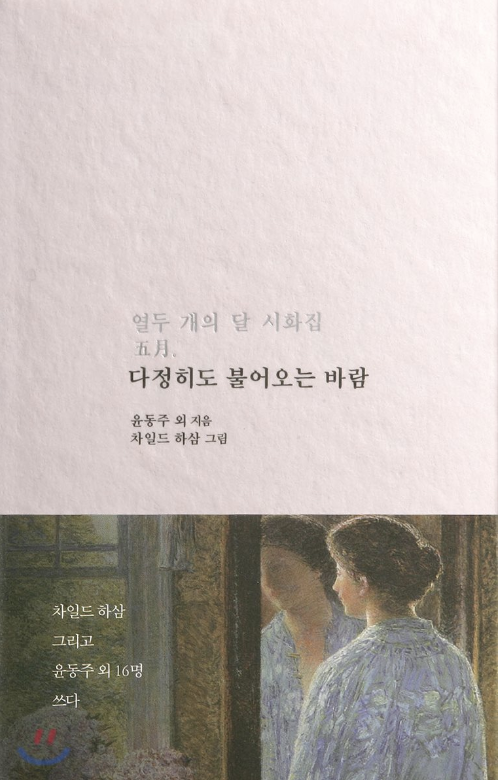 열두 개의 달 시화집
五月.
다정히도 불어오는 바람
윤동주 외 지음
차일드 하삼 그림
차일드 하삼
그리고
윤동주 외 16명
쓰다